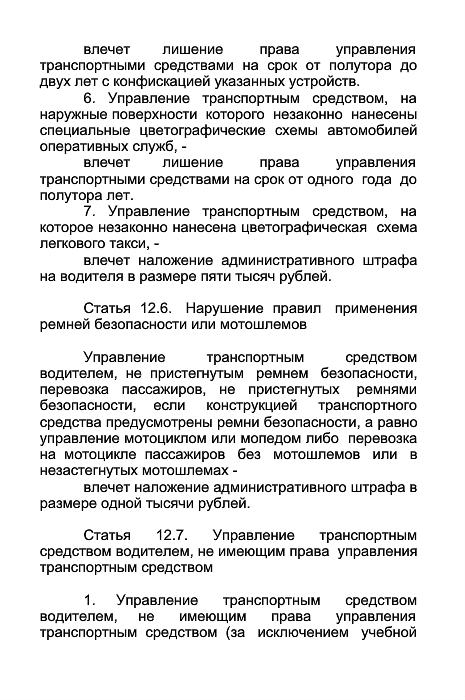 влечет лишение права управления
транспортными средствами на срок от полутора до
двух лет с конфискацией указанных устройств.
6. Управление транспортным средством, на
наружные поверхности которого незаконно нанесены
специальные цветографические схемы автомобилей
оперативных служб, -
влечет лишение права управления
транспортными средствами на срок от одного года до
полутора лет.
7. Управление транспортным средством, на
которое незаконно нанесена цветографическая схема
легкового такси, -
влечет наложение административного штрафа
на водителя в размере пяти тысяч рублей.
Статья 12.6. Нарушение правил применения
ремней безопасности или мотошлемов
Управление транспортным средством
водителем, не пристегнутым ремнем безопасности,
перевозка пассажиров, не пристегнутых ремнями
безопасности, если конструкцией транспортного
средства предусмотрены ремни безопасности, а равно
управление мотоциклом или мопедом либо перевозка
на мотоцикле пассажиров без мотошлемов или в
незастегнутых мотошлемах -
влечет наложение административного штрафа в
размере одной тысячи рублей.
Статья 12.7. Управление транспортным
средством водителем, не имеющим права управления
транспортным средством
1. Управление транспортным средством
водителем, не имеющим права управления
транспортным средством (за исключением учебной